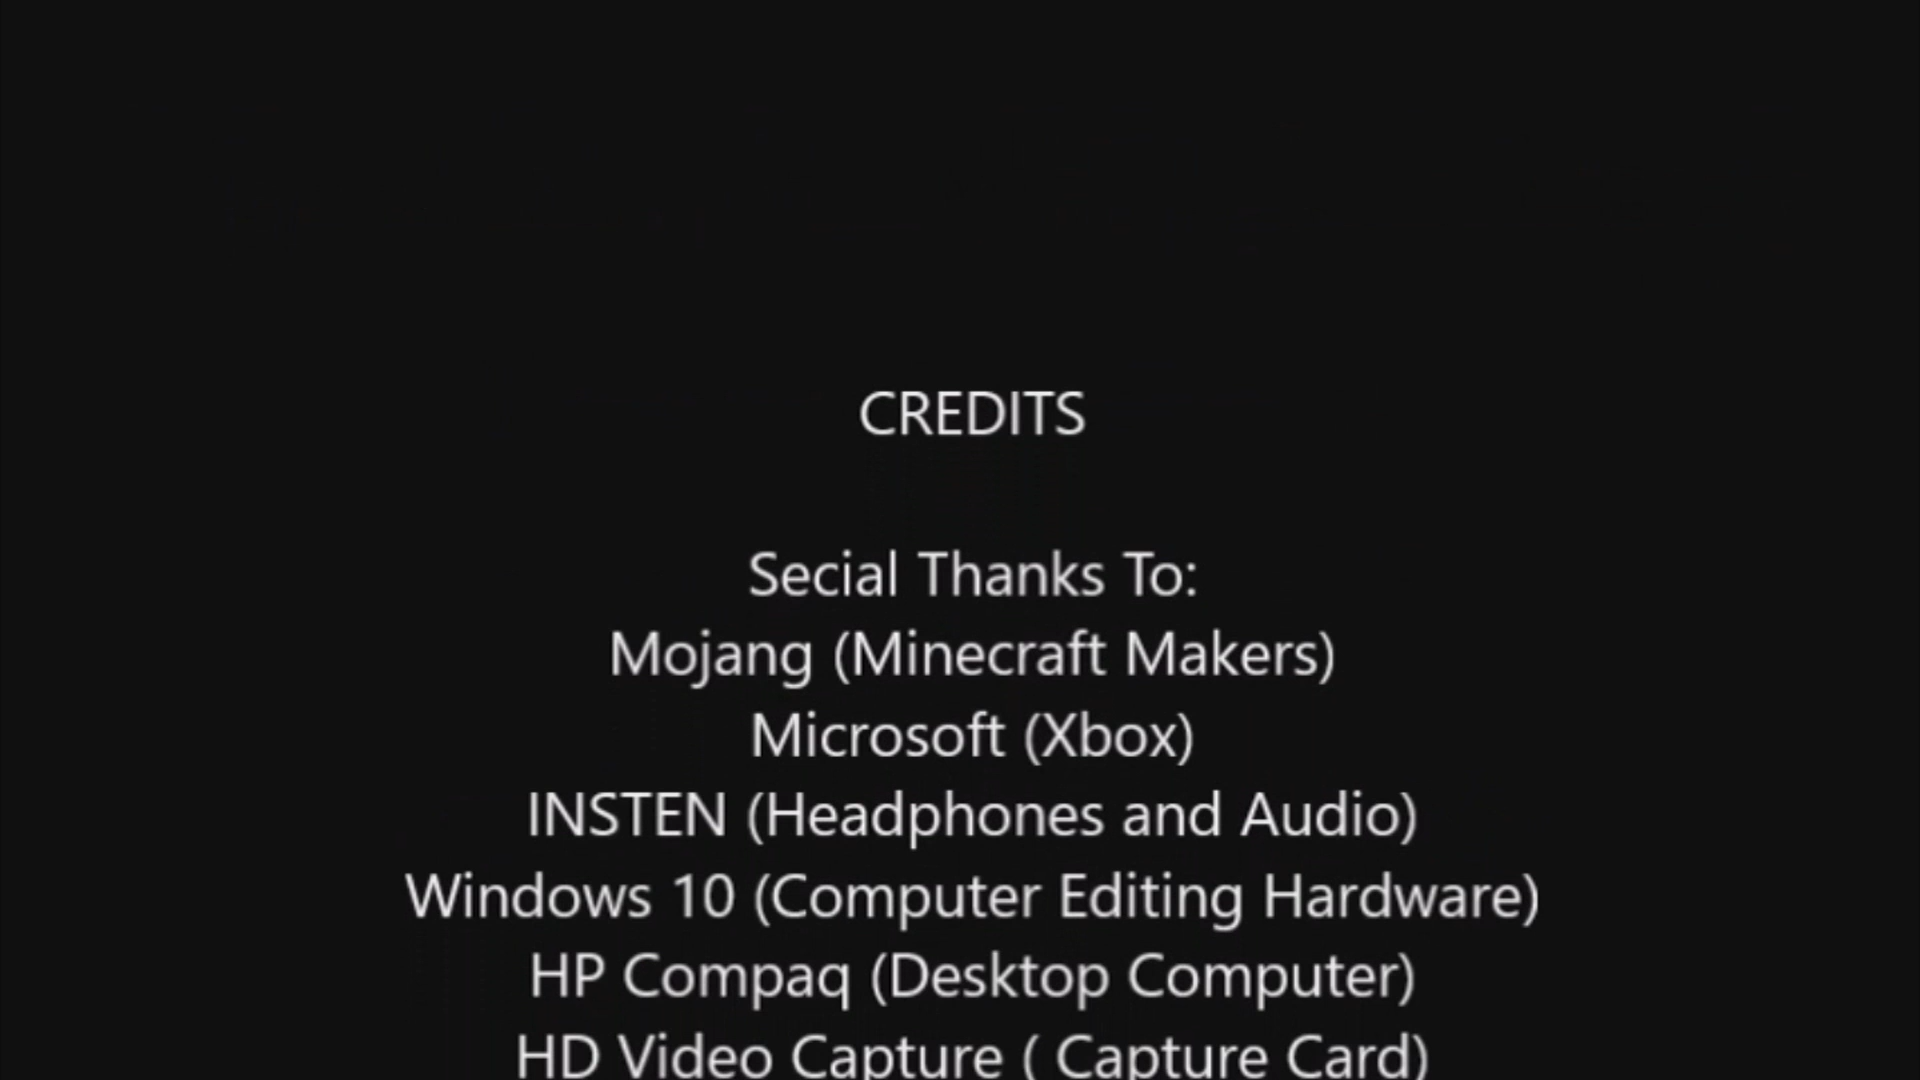 CREDITS
Secial Thanks To:
Mojang (Minecraft Makers)
Microsoft (Xbox)
INSTEN (Headphones and Audio)
Windows 10 (Computer Editing Hardware)
HP Compaq (Desktop Computer)
HD Video Capture ( Capture Card)